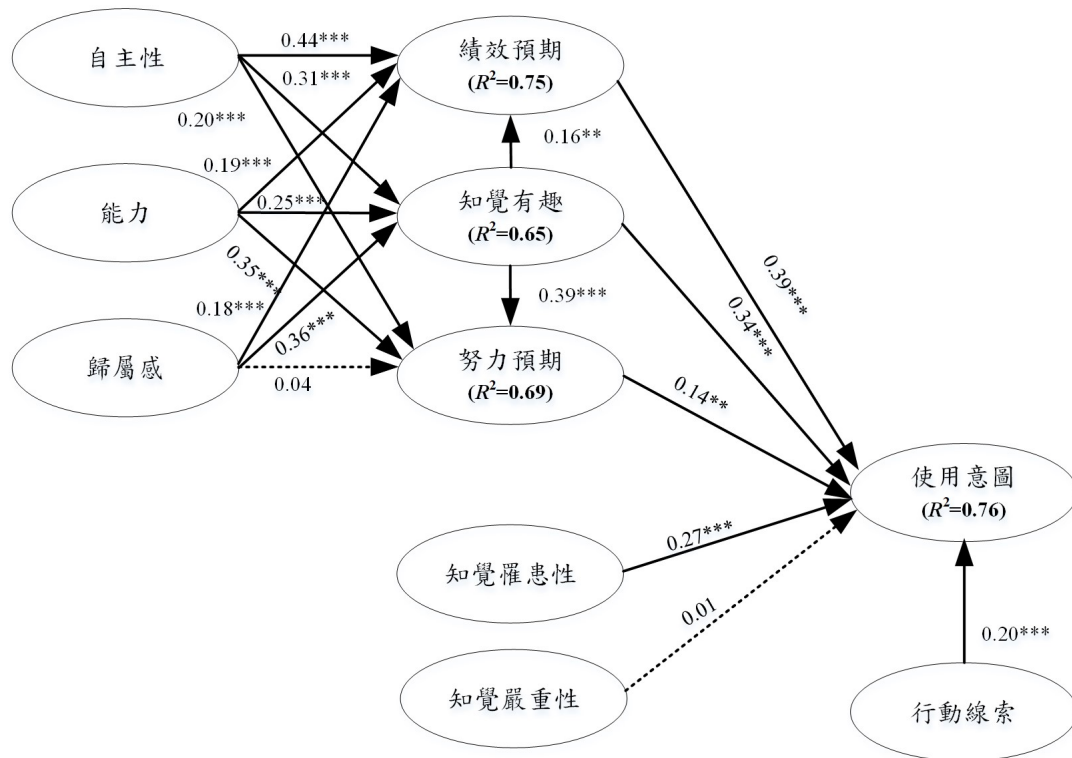 自主性
0.44***
績效預期
(R²=0.75)
0.31***
0.20***
0.16**
0.19***
能力
0.25***
知覺有趣
(R²=0.65)
0.35***
0.39***
0.39***
0.34***
0.18***
0.36***
歸屬感
0.04
努力預期
(R²=0.69)
0.14**
使用意圖
(R²=0.76)
0.27***
知覺罹患性
0.01
0.20***
知覺嚴重性
行動線索